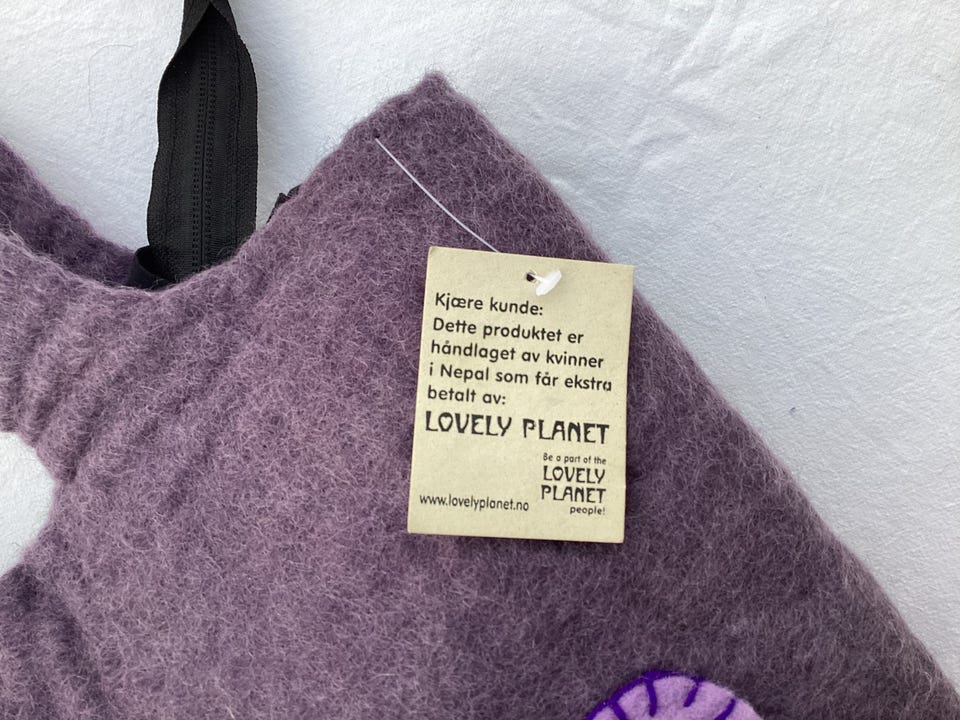 Kjære kunde:
Dette produktet er
håndlaget av kvinner
i Nepal som får ekstra
betalt av:
LOVELY PLANET
Be a part of the
LOVELY
PLANET
people!
www.lovelyplanet.no